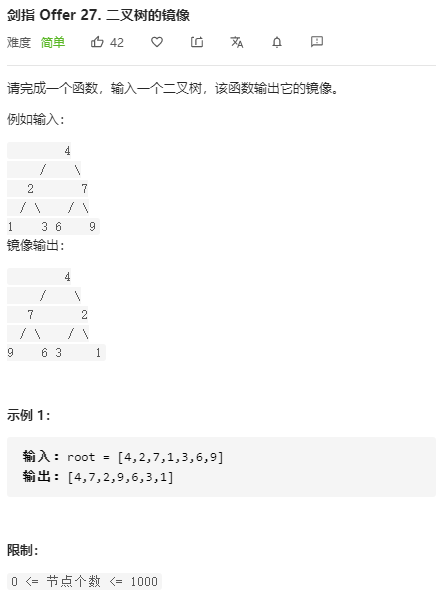 剑指 Offer 27. 二叉树的镜像
难度 简单 42
请完成一个函数，输入一个二叉树，该函数输出它的镜像。
例如输入：
4
/ \
2 7
/ \ / \
1 3 6 9
镜像输出：
4
/ \
7 2
/ \ / \
9 6 3 1
示例 1：
输入：root = [4,2,7,1,3,6,9]
输出：[4,7,2,9,6,3,1]
限制：
0 <= 节点个数 <= 1000